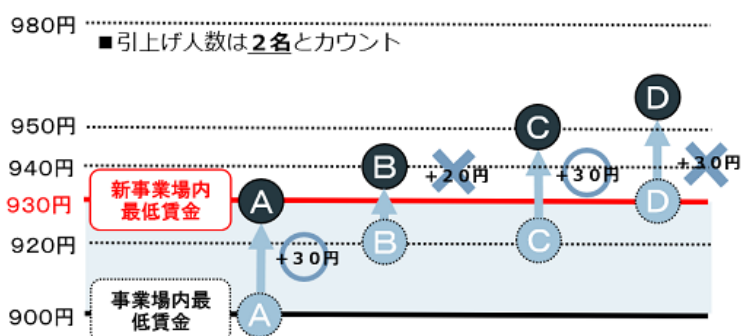 980円
■引上げ人数は2名とカウント
950円
940円
930円
920円
900円
新事業場内
最低賃金
事業場内最
低賃金
A
B
C
D
+30円
+20円
+30円
+30円
A
B
C
D